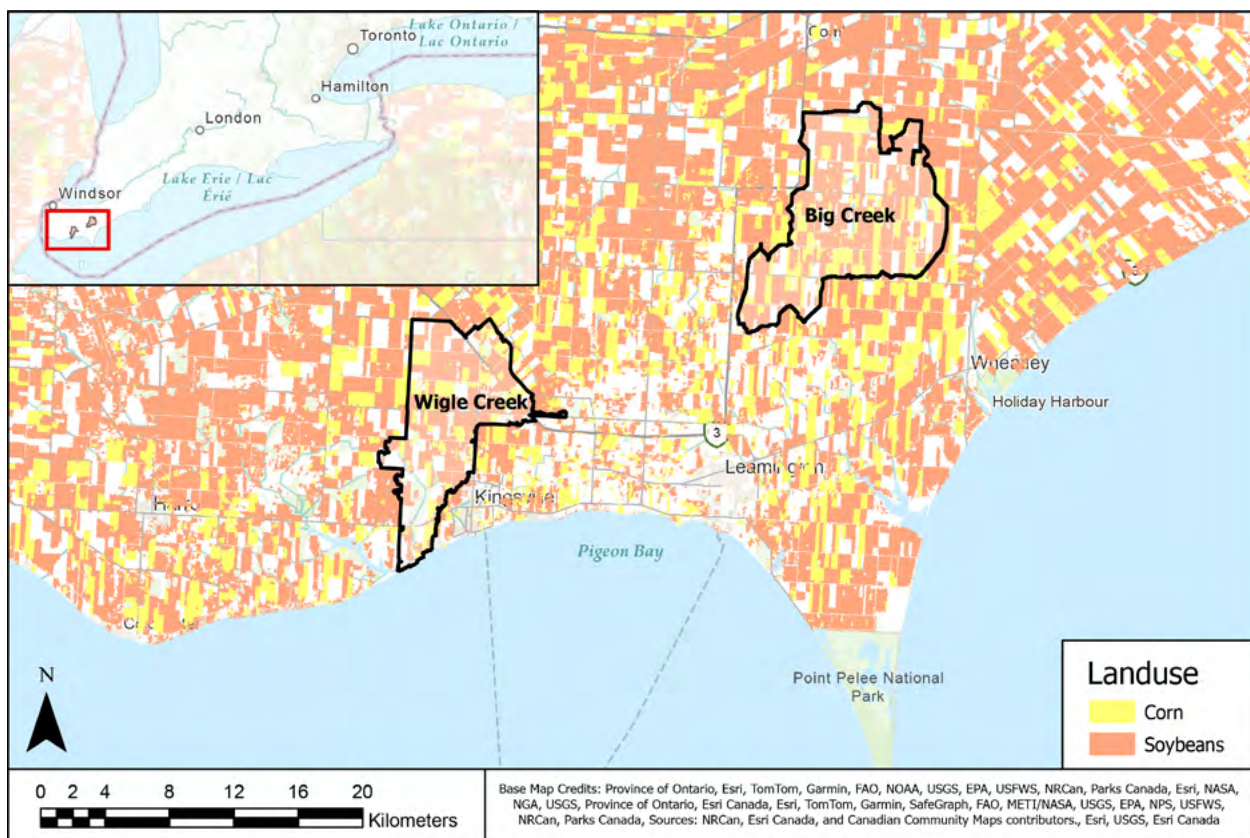 Lake Ontario /
Lac Ontario
Toronto
Hamilton
London
Lake Erie / Lac
Érié
Windsor
Big Creek
Wheatley
Holiday Harbour
Wigle Creek
3
Leamington
Kingsville
Pigeon Bay
Point Pelee National
Park
N
Landuse
Corn
Soybeans
0 2 4 8 12 16 20
Kilometers
Base Map Credits: Province of Ontario, Esri, TomTom, Garmin, FAO, NOAA, USGS, EPA, USFWS, NRCan, Parks Canada, Esri, NASA,
NGA, USGS, Province of Ontario, Esri Canada, Esri, TomTom, Garmin, SafeGraph, FAO, METI/NASA, USGS, EPA, NPS, USFWS,
NRCan, Parks Canada, Sources: NRCan, Esri Canada, and Canadian Community Maps contributors., Esri, USGS, Esri Canada